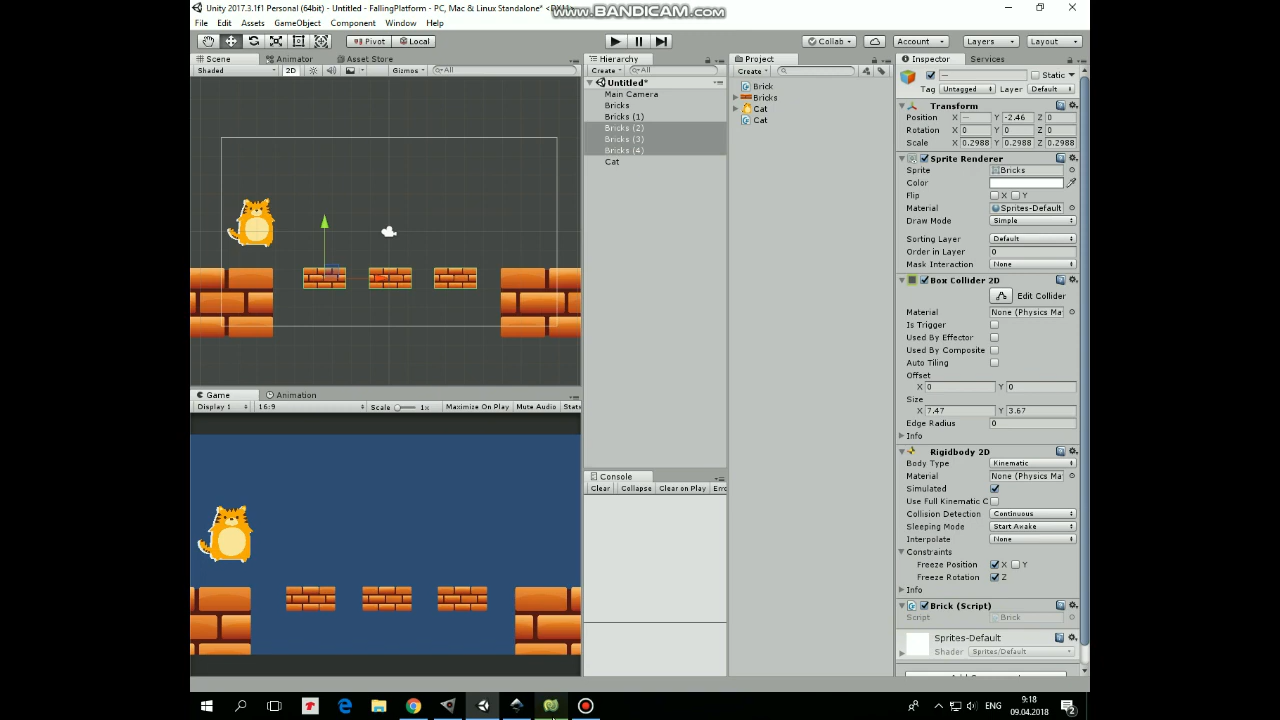 Unity 2017.3.1f1 Personal (64bit) - Untitled - FallingPlatform - PC, Mac & Linux Standalone* <DX11>
www.BANDICAM.com
File Edit Assets GameObject Component Window Help
Pivot Local Collab Account Layers Layout
Scene Animator Asset Store
Shaded 2D Gizmos All
Hierarchy
Create All
Untitled*
Main Camera
Bricks
Bricks (1)
Bricks (2)
Bricks (3)
Bricks (4)
Cat
Project
Create
Brick
Bricks
Cat
Cat
Inspector Services
— Static
Tag Untagged Layer Default
Transform
Position X — Y -2.46 Z 0
Rotation X 0 Y 0 Z 0
Scale X 0.2988 Y 0.2988 Z 0.2988
Sprite Renderer
Sprite Bricks
Color
Flip X Y
Material Sprites-Default
Draw Mode Simple
Sorting Layer Default
Order in Layer 0
Mask Interaction None
Box Collider 2D
Edit Collider
Material None (Physics Ma
Is Trigger
Used By Effector
Used By Composite
Auto Tiling
Offset
X 0 Y 0
Size
X 7.47 Y 3.67
Edge Radius 0
Info
Rigidbody 2D
Body Type Kinematic
Material None (Physics Ma
Simulated
Use Full Kinematic C
Collision Detection Continuous
Sleeping Mode Start Awake
Interpolate None
Constraints
Freeze Position X Y
Freeze Rotation Z
Info
Brick (Script)
Script Brick
Sprites-Default
Shader Sprites/Default
Game Animation
Display 1 16:9 Scale 1x Maximize On Play Mute Audio Stats
Console
Clear Collapse Clear on Play Erro
ENG
9:18
09.04.2018
2